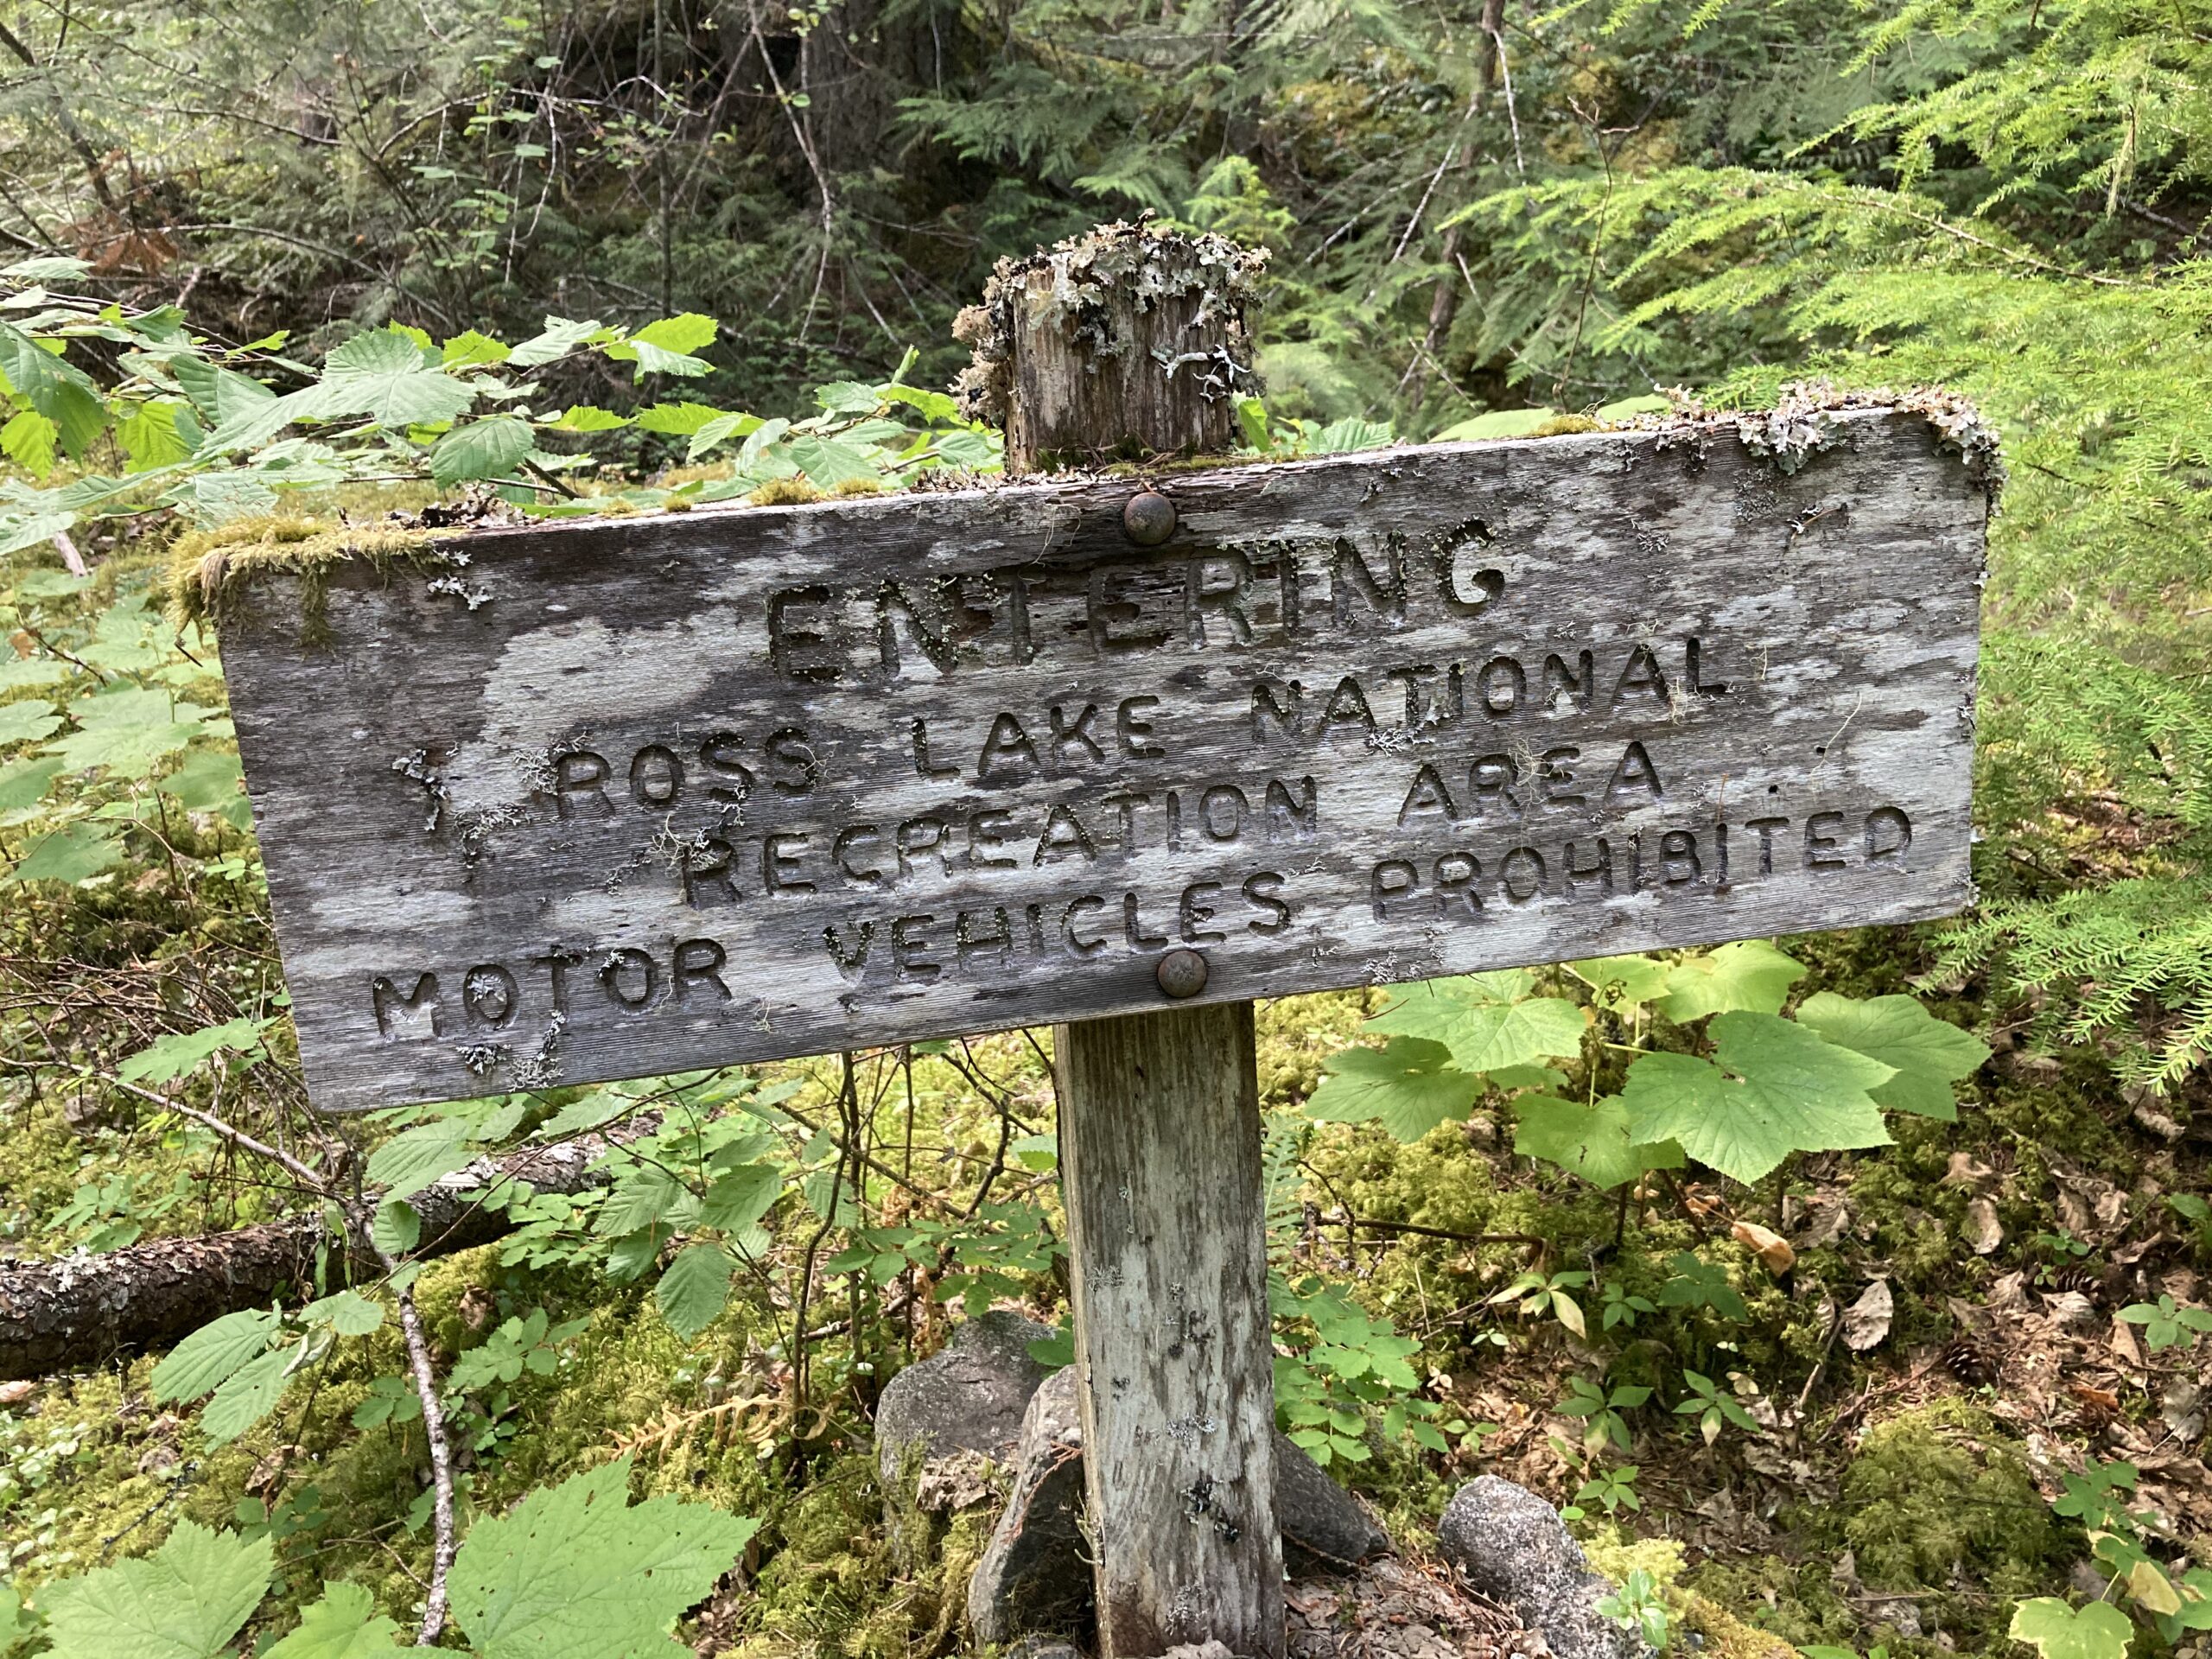 ENTERING
ROSS LAKE NATIONAL
RECREATION AREA
MOTOR VEHICLES PROHIBITED